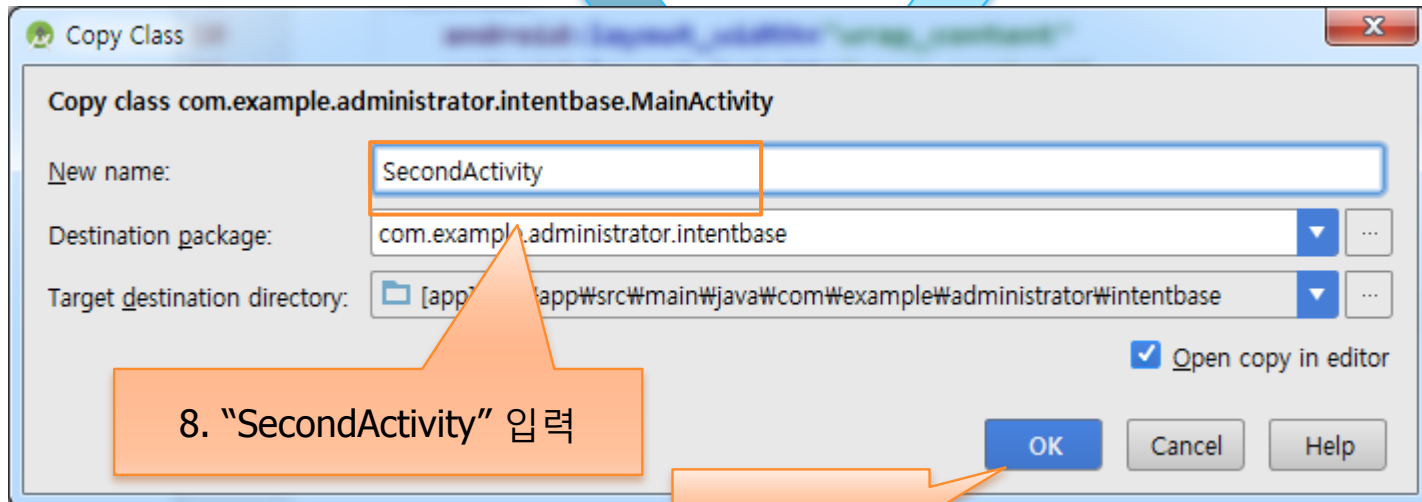 Copy Class
Copy class com.example.administrator.intentbase.MainActivity
New name:
SecondActivity
Destination package:
com.example.administrator.intentbase
Target destination directory:
[app] ₩app₩src₩main₩java₩com₩example₩administrator₩intentbase
Open copy in editor
8. “SecondActivity” 입력
OK
Cancel
Help